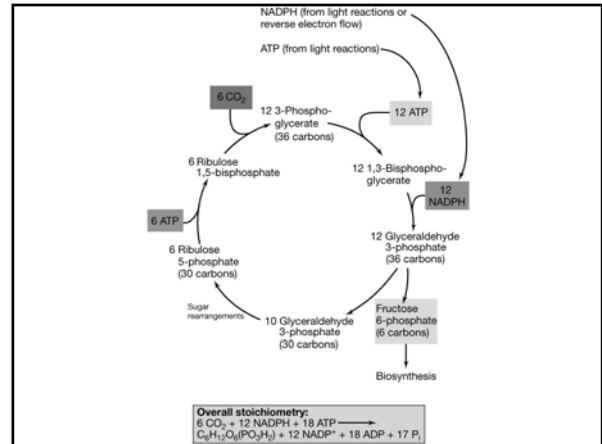 NADPH (from light reactions or
reverse electron flow)
ATP (from light reactions)
6 CO₂
12 3-Phospho-
glycerate
(36 carbons)
12 ATP
6 Ribulose
1,5-bisphosphate
12 1,3-Bisphospho-
glycerate
12
NADPH
6 ATP
12 Glyceraldehyde
3-phosphate
(36 carbons)
6 Ribulose
5-phosphate
(30 carbons)
Sugar
rearrangements
10 Glyceraldehyde
3-phosphate
(30 carbons)
Fructose
6-phosphate
(6 carbons)
Biosynthesis
Overall stoichiometry:
6 CO₂ + 12 NADPH + 18 ATP ⟶
C₆H₁₂O₆(PO₃H₂) + 12 NADP⁺ + 18 ADP + 17 Pᵢ